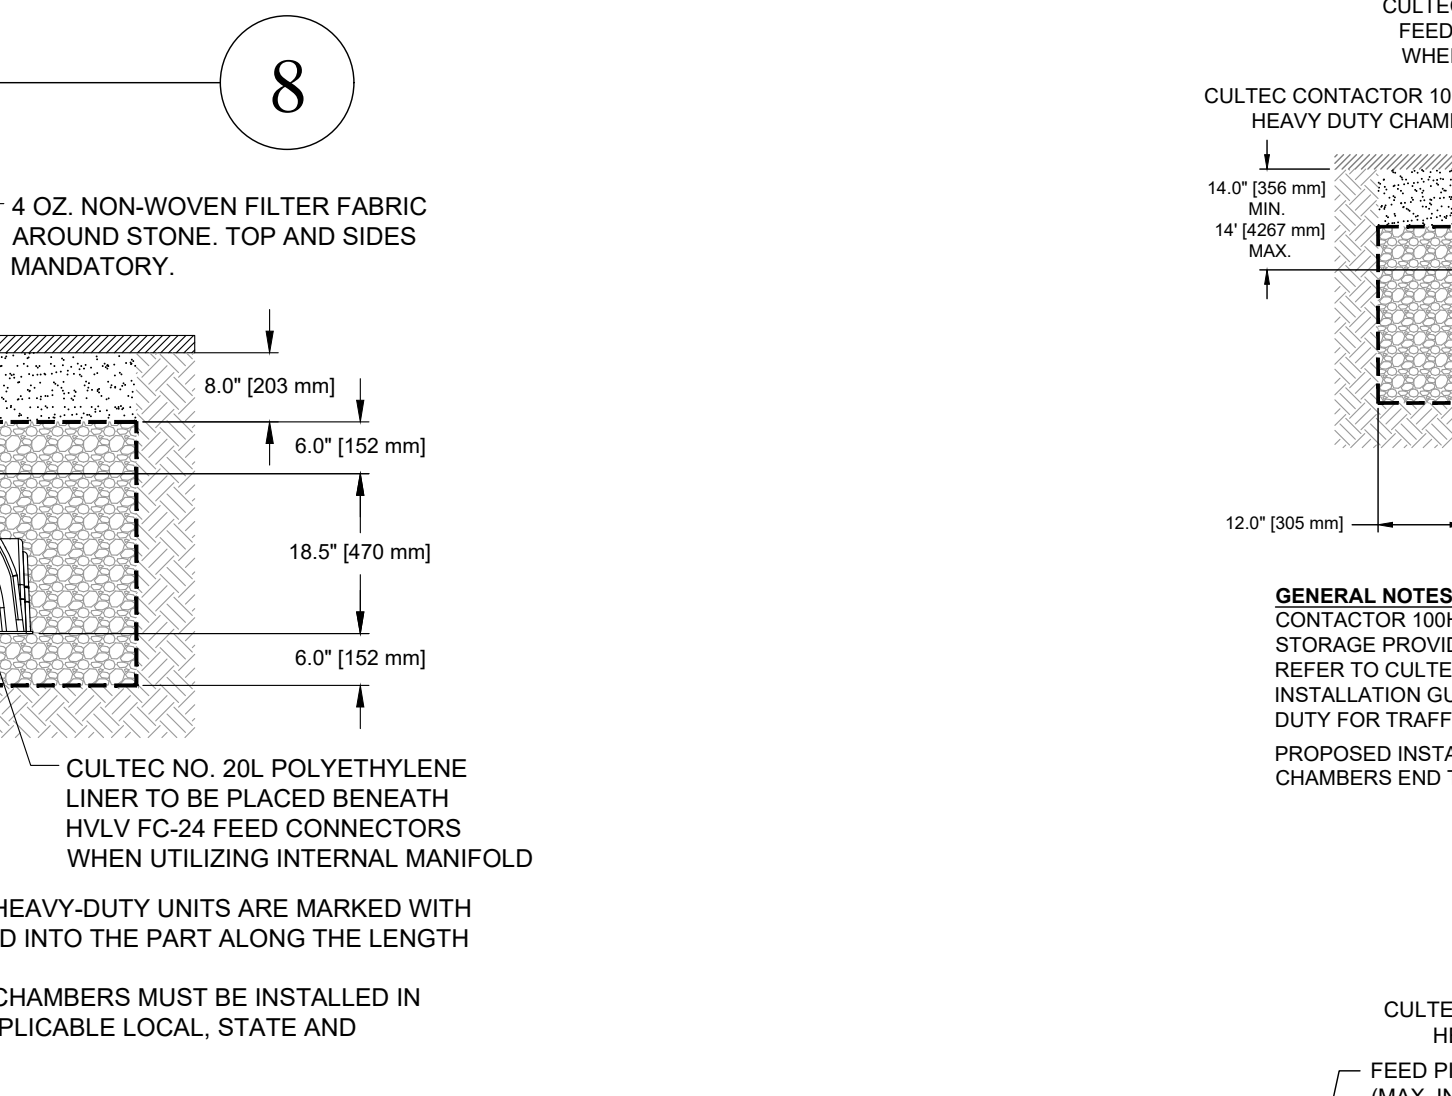 8
4 OZ. NON-WOVEN FILTER FABRIC
AROUND STONE. TOP AND SIDES
MANDATORY.
8.0" [203 mm]
6.0" [152 mm]
18.5" [470 mm]
6.0" [152 mm]
CULTEC NO. 20L POLYETHYLENE
LINER TO BE PLACED BENEATH
HVLV FC-24 FEED CONNECTORS
WHEN UTILIZING INTERNAL MANIFOLD
HEAVY-DUTY UNITS ARE MARKED WITH
D INTO THE PART ALONG THE LENGTH
CHAMBERS MUST BE INSTALLED IN
PLICABLE LOCAL, STATE AND
CULTEC
FEED
WHE
CULTEC CONTACTOR 10
HEAVY DUTY CHAM
14.0" [356 mm]
MIN.
14' [4267 mm]
MAX.
12.0" [305 mm]
GENERAL NOTES
CONTACTOR 100H
STORAGE PROVID
REFER TO CULTE
INSTALLATION GU
DUTY FOR TRAFF
PROPOSED INSTA
CHAMBERS END T
CULTE
HE
FEED PI
(MAX. IN